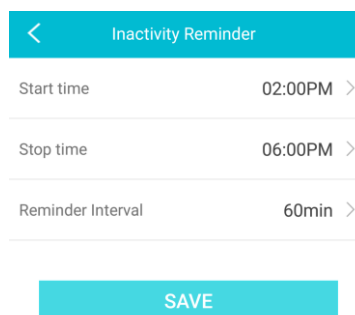 Inactivity Reminder
Start time 02:00PM
Stop time 06:00PM
Reminder Interval 60min
SAVE